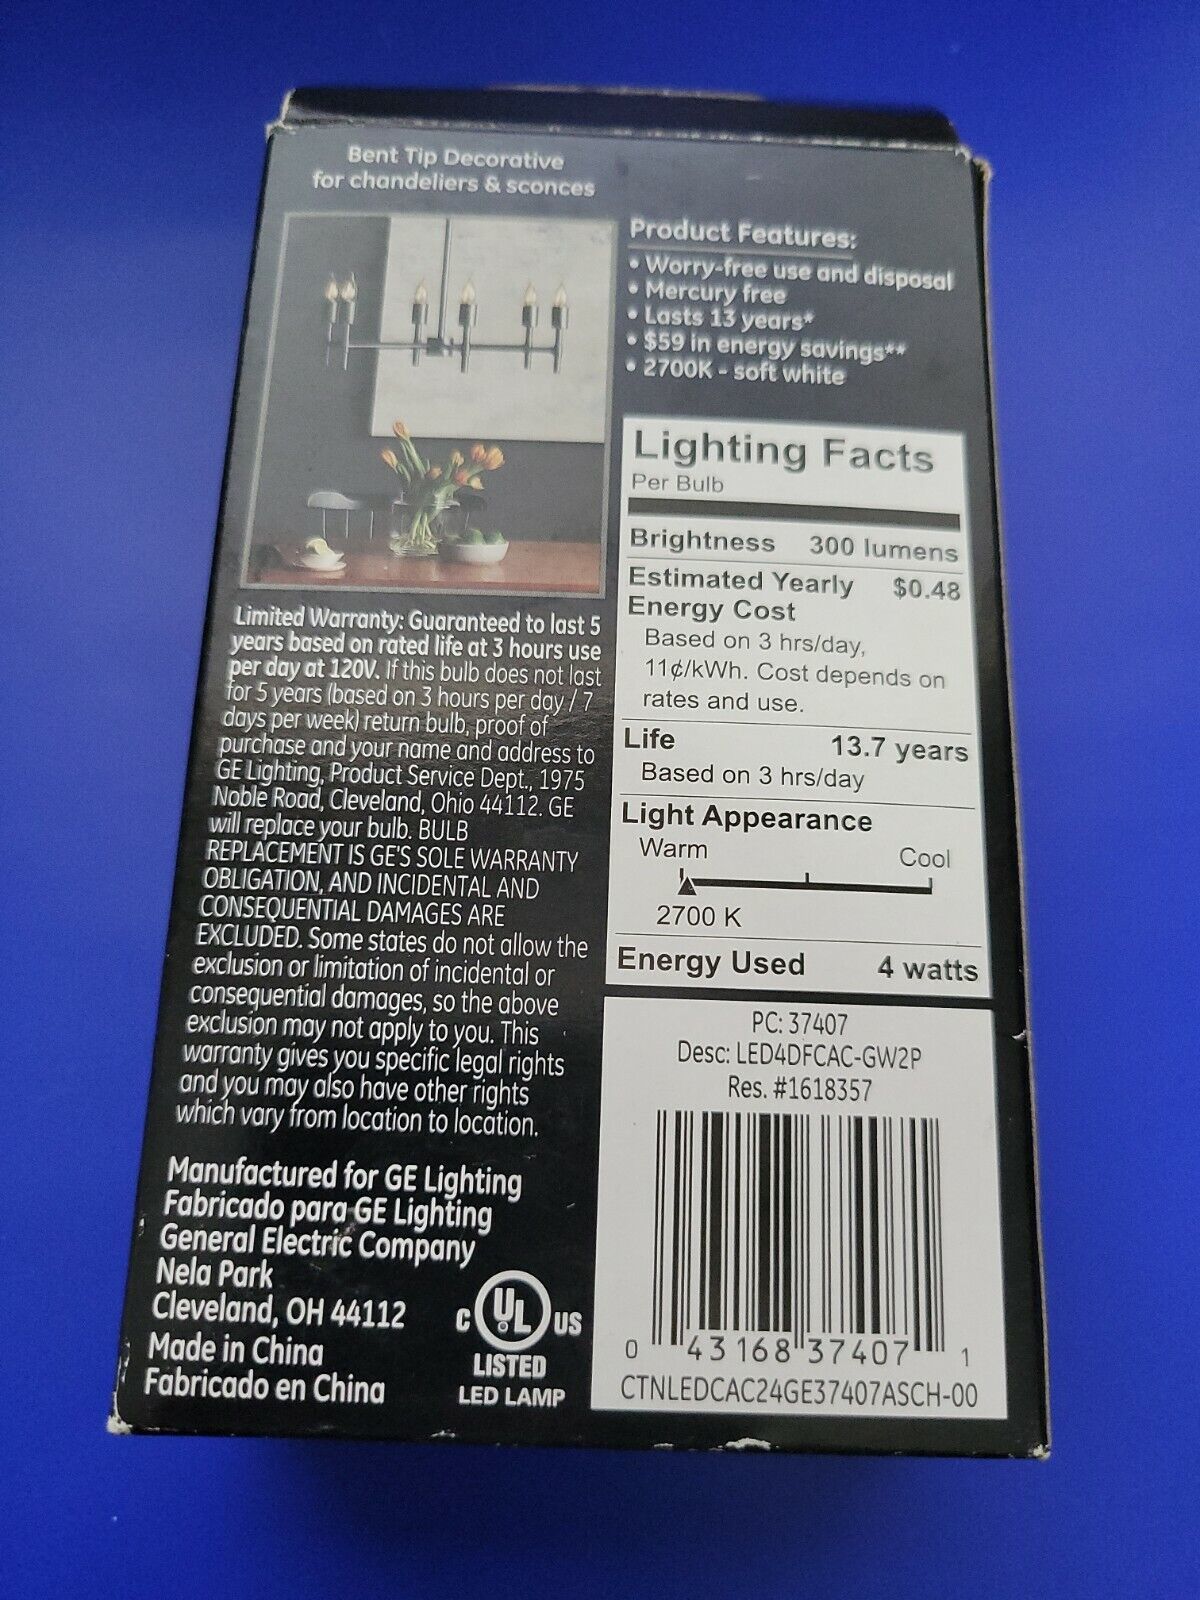 Bent Tip Decorative
for chandeliers & sconces
Product Features:
• Worry-free use and disposal
• Mercury free
• Lasts 13 years*
• $59 in energy savings**
• 2700K - soft white
Lighting Facts
Per Bulb
Brightness 300 lumens
Estimated Yearly $0.48
Energy Cost
Based on 3 hrs/day,
11¢/kWh. Cost depends on
rates and use.
Life 13.7 years
Based on 3 hrs/day
Light Appearance
Warm Cool
2700 K
Energy Used 4 watts
Limited Warranty: Guaranteed to last 5
years based on rated life at 3 hours use
per day at 120V. If this bulb does not last
for 5 years (based on 3 hours per day / 7
days per week) return bulb, proof of
purchase and your name and address to
GE Lighting, Product Service Dept., 1975
Noble Road, Cleveland, Ohio 44112. GE
will replace your bulb. BULB
REPLACEMENT IS GE'S SOLE WARRANTY
OBLIGATION, AND INCIDENTAL AND
CONSEQUENTIAL DAMAGES ARE
EXCLUDED. Some states do not allow the
exclusion or limitation of incidental or
consequential damages, so the above
exclusion may not apply to you. This
warranty gives you specific legal rights
and you may also have other rights
which vary from location to location.
Manufactured for GE Lighting
Fabricado para GE Lighting
General Electric Company
Nela Park
Cleveland, OH 44112
Made in China
Fabricado en China
C UL US
LISTED
LED LAMP
PC: 37407
Desc: LED4DFCAC-GW2P
Res. #1618357
0 43168 37407 1
CTNLEDCAC24GE37407ASCH-00